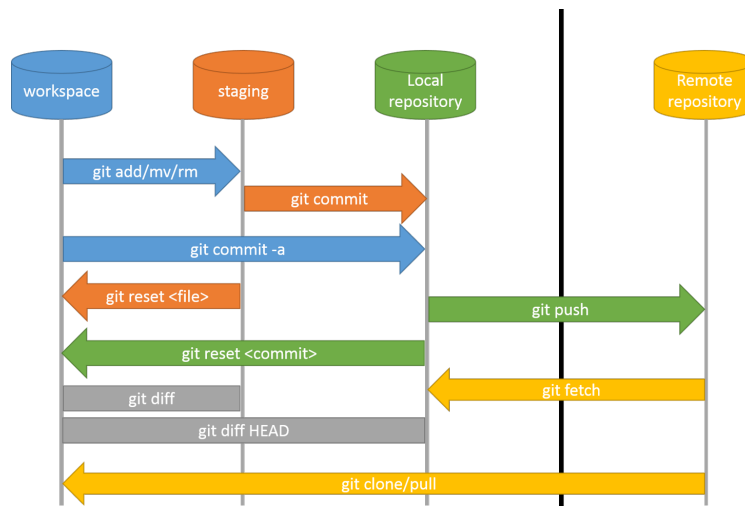 workspace
staging
Local
repository
Remote
repository
git add/mv/rm
git commit
git commit -a
git reset <file>
git push
git reset <commit>
git diff
git fetch
git diff HEAD
git clone/pull